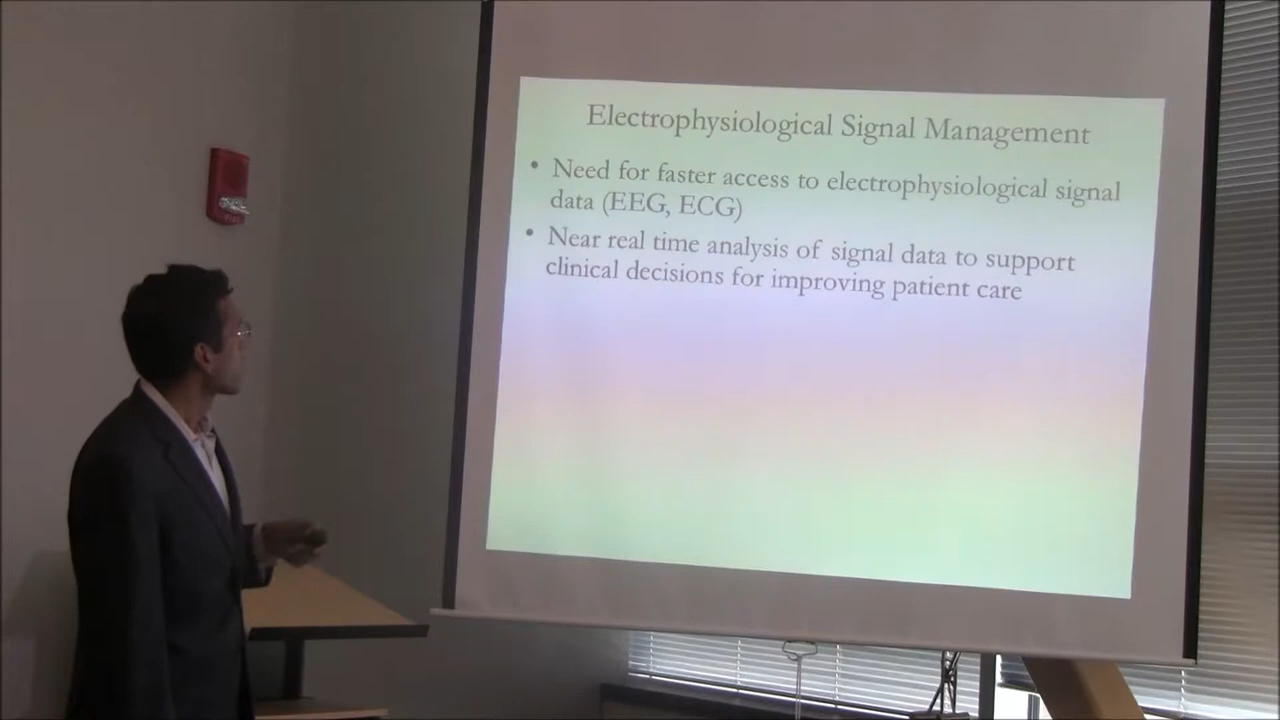 Electrophysiological Signal Management
• Need for faster access to electrophysiological signal
data (EEG, ECG)
• Near real time analysis of signal data to support
clinical decisions for improving patient care
FIRE